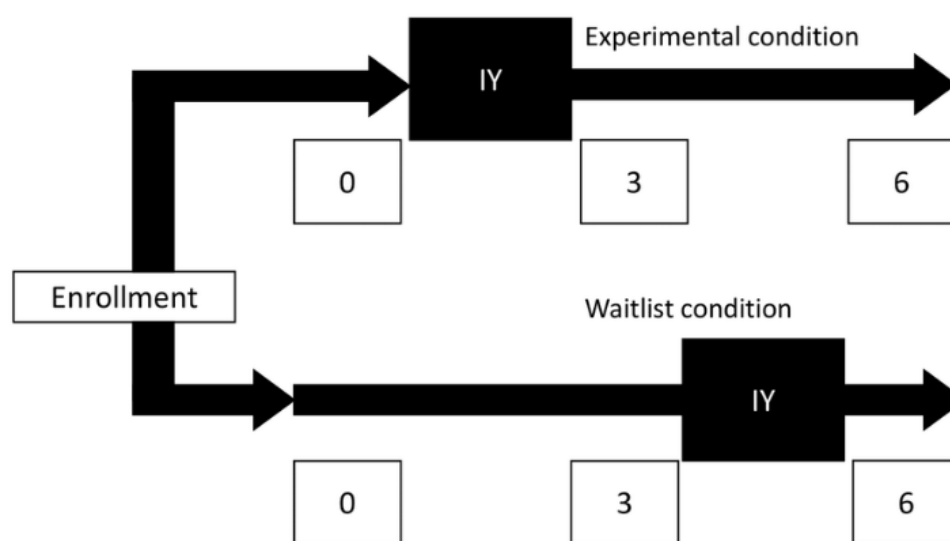 Experimental condition
IY
0
3
6
Enrollment
Waitlist condition
IY
0
3
6